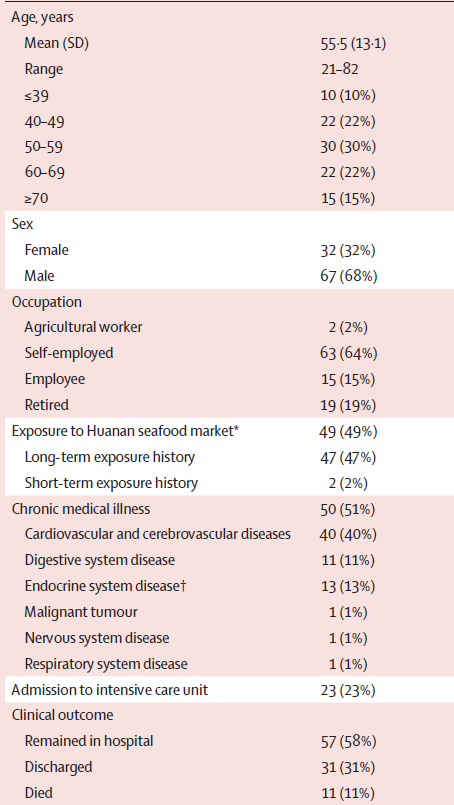 Age, years
Mean (SD) 55·5 (13·1)
Range 21–82
≤39 10 (10%)
40–49 22 (22%)
50–59 30 (30%)
60–69 22 (22%)
≥70 15 (15%)
Sex
Female 32 (32%)
Male 67 (68%)
Occupation
Agricultural worker 2 (2%)
Self-employed 63 (64%)
Employee 15 (15%)
Retired 19 (19%)
Exposure to Huanan seafood market* 49 (49%)
Long-term exposure history 47 (47%)
Short-term exposure history 2 (2%)
Chronic medical illness 50 (51%)
Cardiovascular and cerebrovascular diseases 40 (40%)
Digestive system disease 11 (11%)
Endocrine system disease† 13 (13%)
Malignant tumour 1 (1%)
Nervous system disease 1 (1%)
Respiratory system disease 1 (1%)
Admission to intensive care unit 23 (23%)
Clinical outcome
Remained in hospital 57 (58%)
Discharged 31 (31%)
Died 11 (11%)